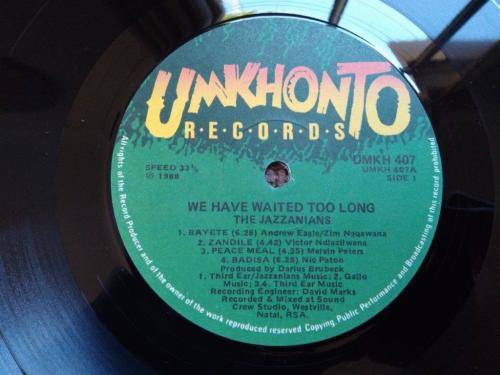 UMKHONTO
R·E·C·O·R·D·S
SPEED 33⅓
℗ 1988
UMKH 407
UMKH 407A
SIDE 1
WE HAVE WAITED TOO LONG
THE JAZZANIANS
1. BAYETE (6.28) Andrew Eagle/Zim Ngqawana
2. ZANDILE (4.42) Victor Ndlazilwana
3. PEACE MEAL (4.35) Melvin Peters
4. BADISA (6.25) Nic Paton
Produced by Darius Brubeck
1. Third Ear/Jazzanians Music; 2. Gallo
Music; 3.4. Third Ear Music
Recording Engineer: David Marks
Recorded & Mixed at Sound
Crew Studio, Westville,
Natal, RSA.
All rights of the Record Producer and of the owner of the work reproduced reserved Copying, Public Performance and Broadcasting of this record prohibited.